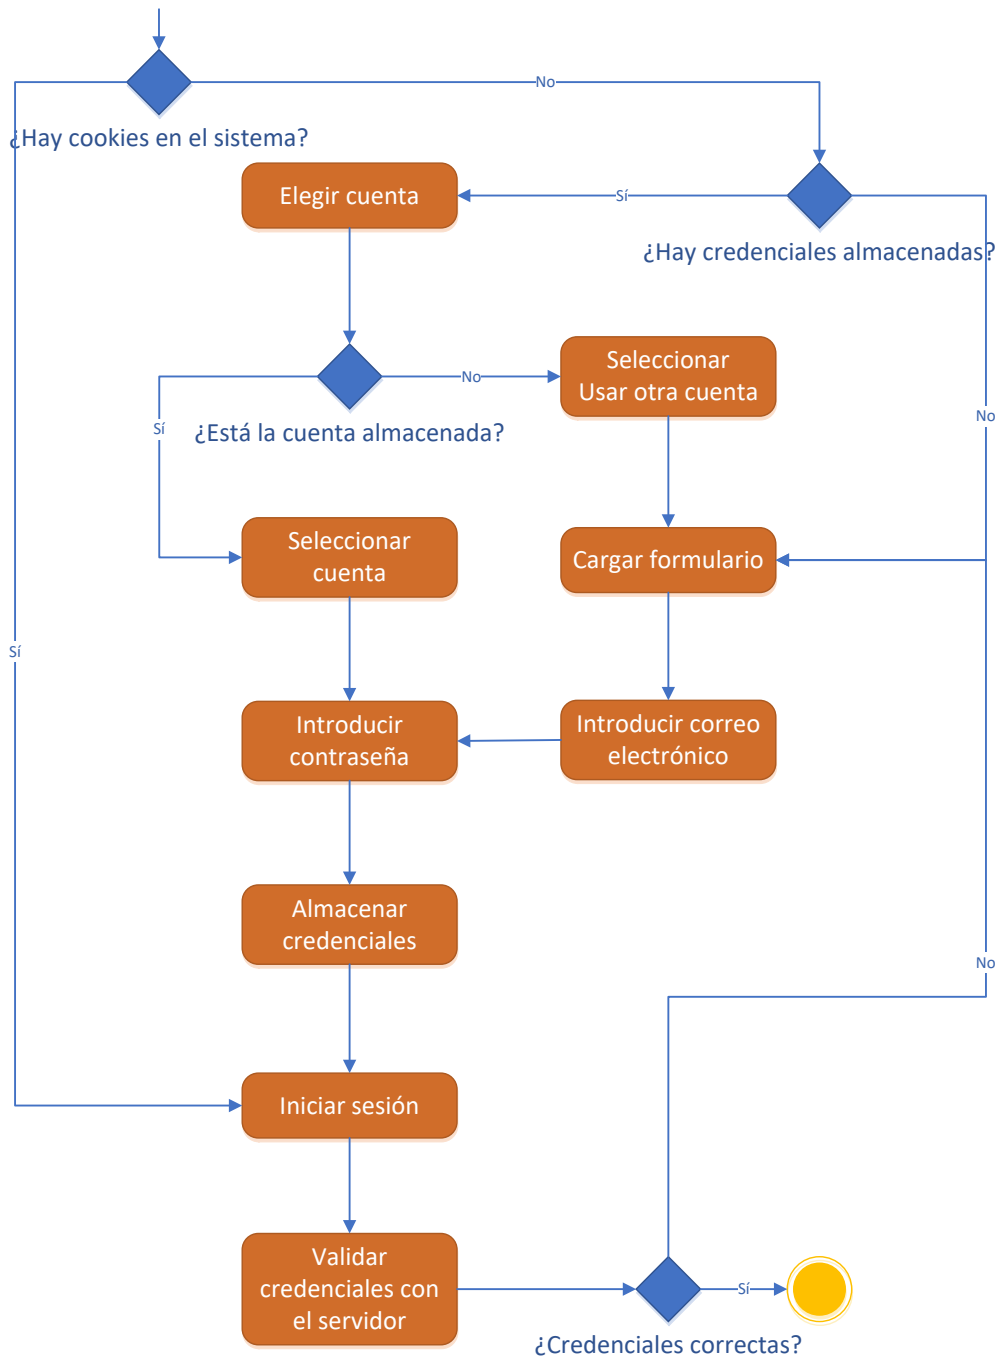 No
¿Hay cookies en el sistema?
Elegir cuenta
Sí
¿Hay credenciales almacenadas?
Seleccionar
Usar otra cuenta
No
Sí
¿Está la cuenta almacenada?
No
Seleccionar
cuenta
Cargar formulario
Sí
Introducir
contraseña
Introducir correo
electrónico
Almacenar
credenciales
No
Iniciar sesión
Validar
credenciales con
el servidor
Sí
¿Credenciales correctas?